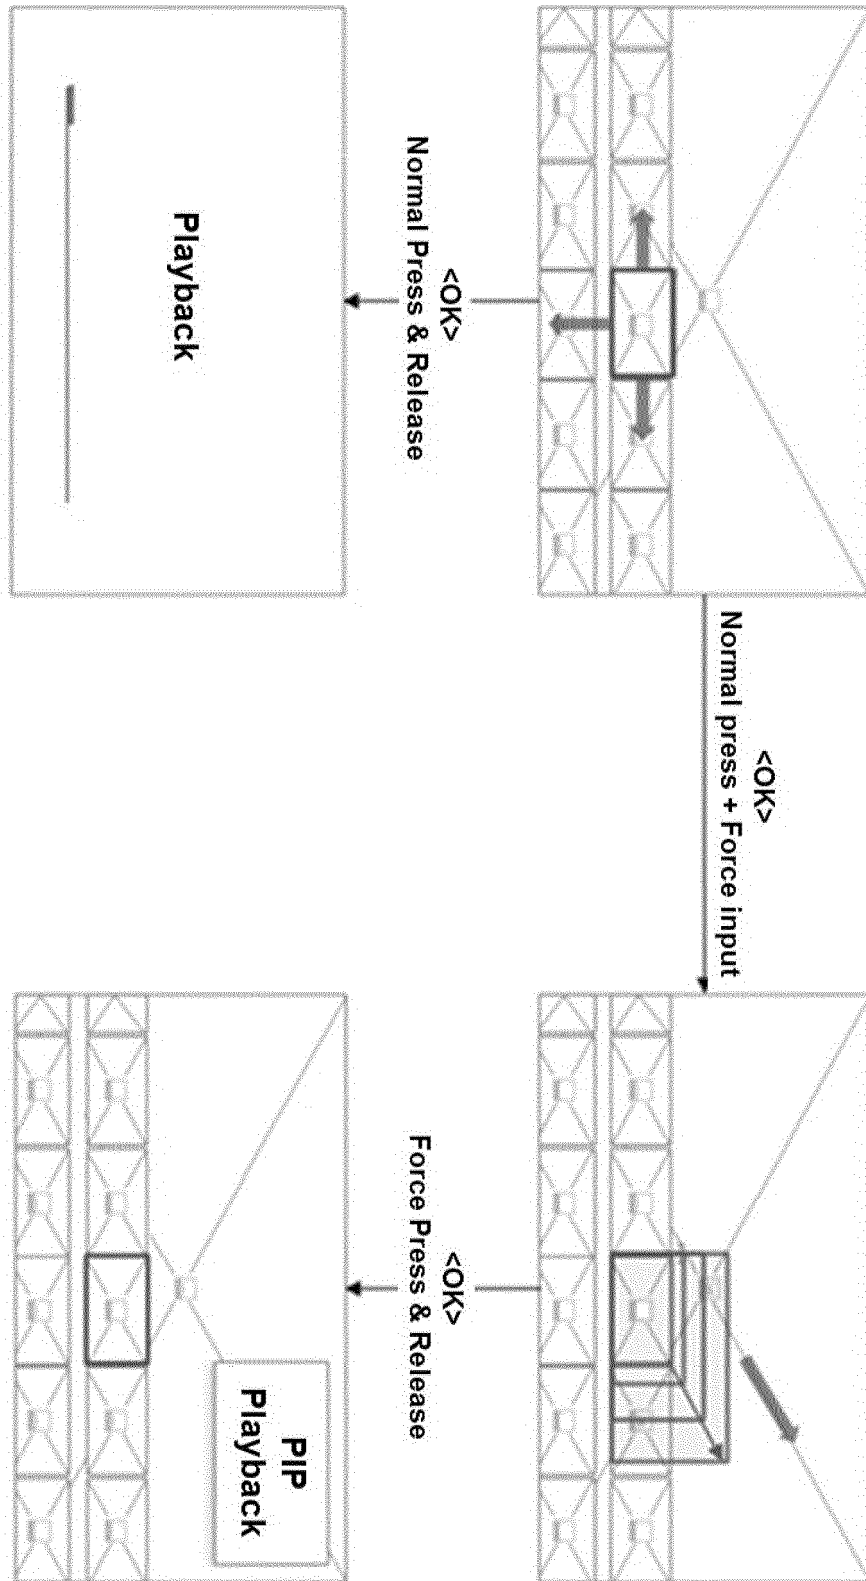 <OK>
Normal press + Force input
<OK>
Normal Press & Release
<OK>
Force Press & Release
Playback
PIP
Playback